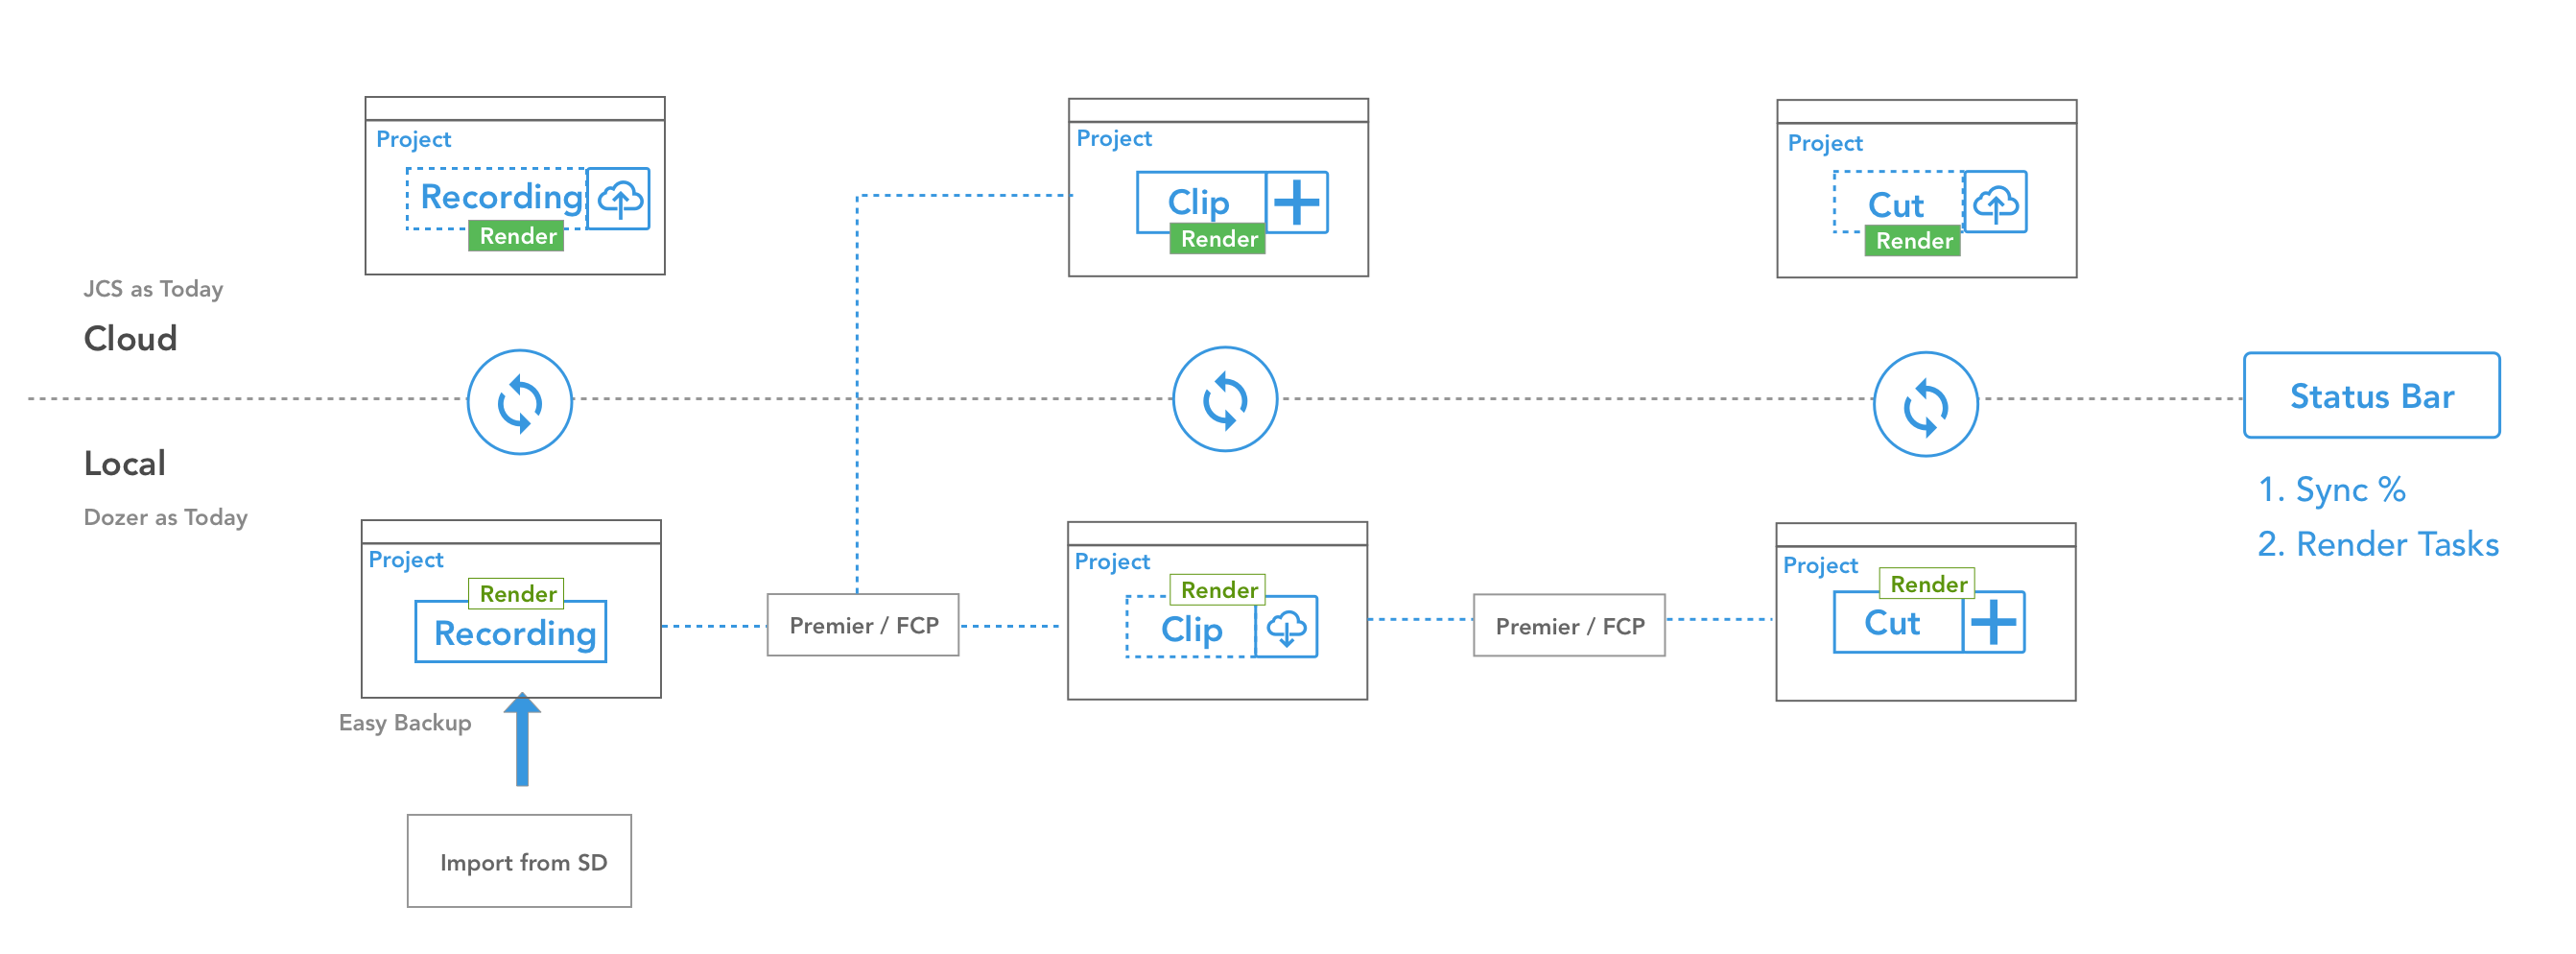 Project
Recording
Render
Project
Clip
Render
Project
Cut
Render
JCS as Today
Cloud
Status Bar
Local
Dozer as Today
1. Sync %
2. Render Tasks
Project
Render
Recording
Premier / FCP
Project
Render
Clip
Premier / FCP
Project
Render
Cut
Easy Backup
Import from SD